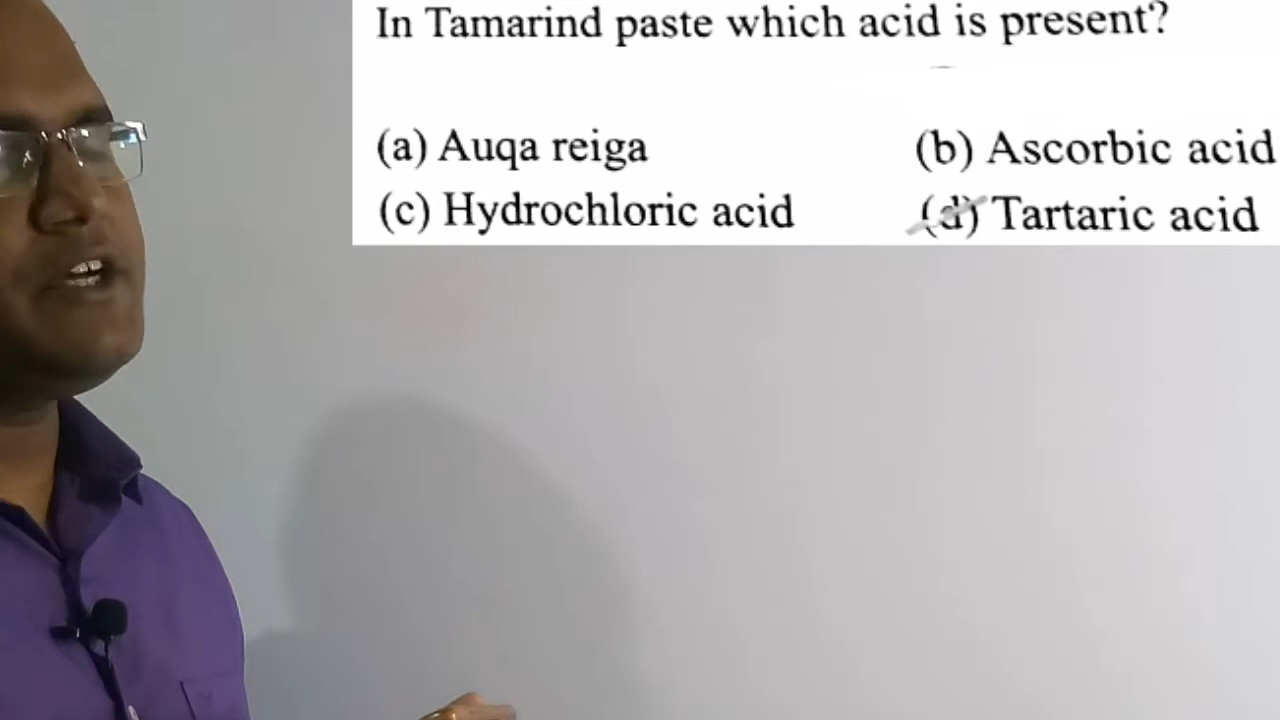 In Tamarind paste which acid is present?
(a) Auqa reiga (b) Ascorbic acid
(c) Hydrochloric acid (d) Tartaric acid